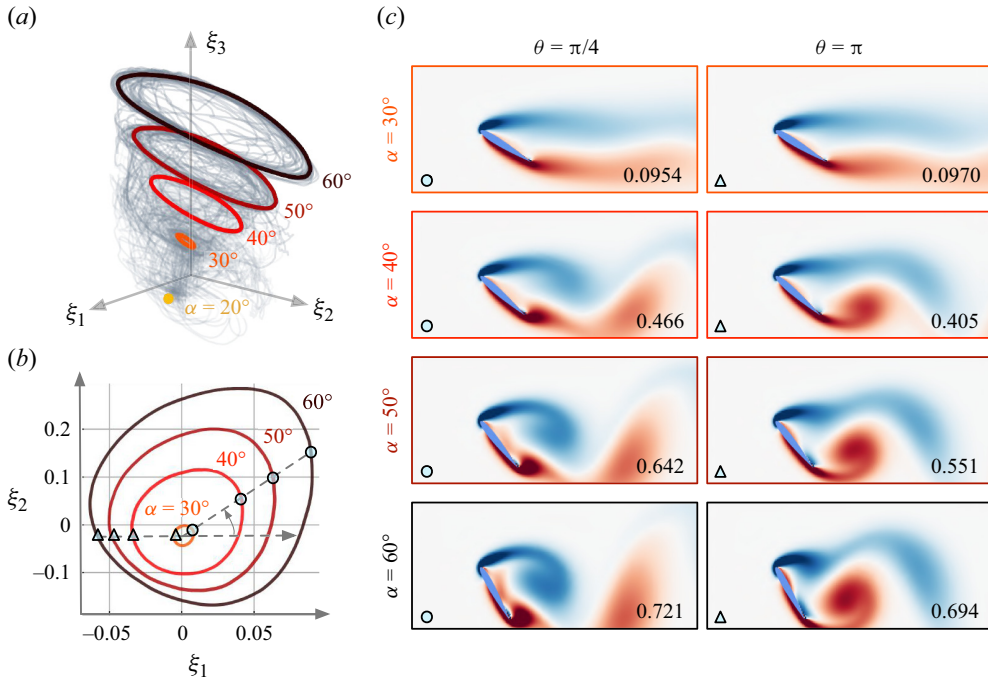 (a)
ξ3
60°
50°
40°
30°
α = 20°
ξ1
ξ2
(b)
60°
50°
40°
α = 30°
0.2
0.1
0
–0.1
ξ2
–0.05
0
0.05
ξ1
(c)
θ = π/4
θ = π
α = 30°
0.0954
0.0970
α = 40°
0.466
0.405
α = 50°
0.642
0.551
α = 60°
0.721
0.694